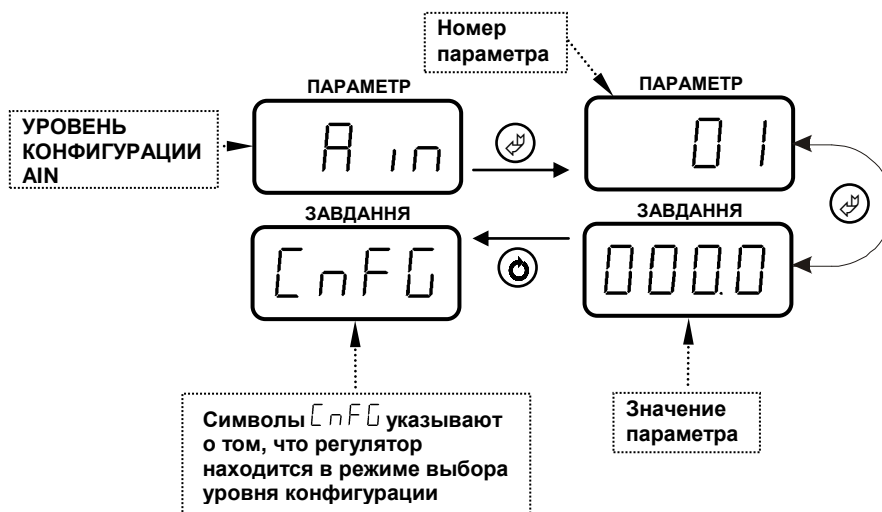 Номер
параметра
ПАРАМЕТР
ПАРАМЕТР
УРОВЕНЬ
КОНФИГУРАЦИИ
AIN
A in
01
ЗАВДАННЯ
ЗАВДАННЯ
CnFG
000.0
Символы CnFG указывают
о том, что регулятор
находится в режиме выбора
уровня конфигурации
Значение
параметра